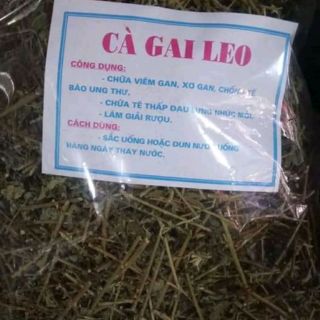 CÀ GAI LEO
CÔNG DỤNG:
- CHỮA VIÊM GAN, XƠ GAN, CHỐNG TẾ
BÀO UNG THƯ.
- CHỮA TÊ THẤP ĐAU LƯNG NHỨC MỎI.
- LÀM GIẢI RƯỢU.
CÁCH DÙNG:
- SẮC UỐNG HOẶC ĐUN NƯỚC UỐNG
HÀNG NGÀY THAY NƯỚC.